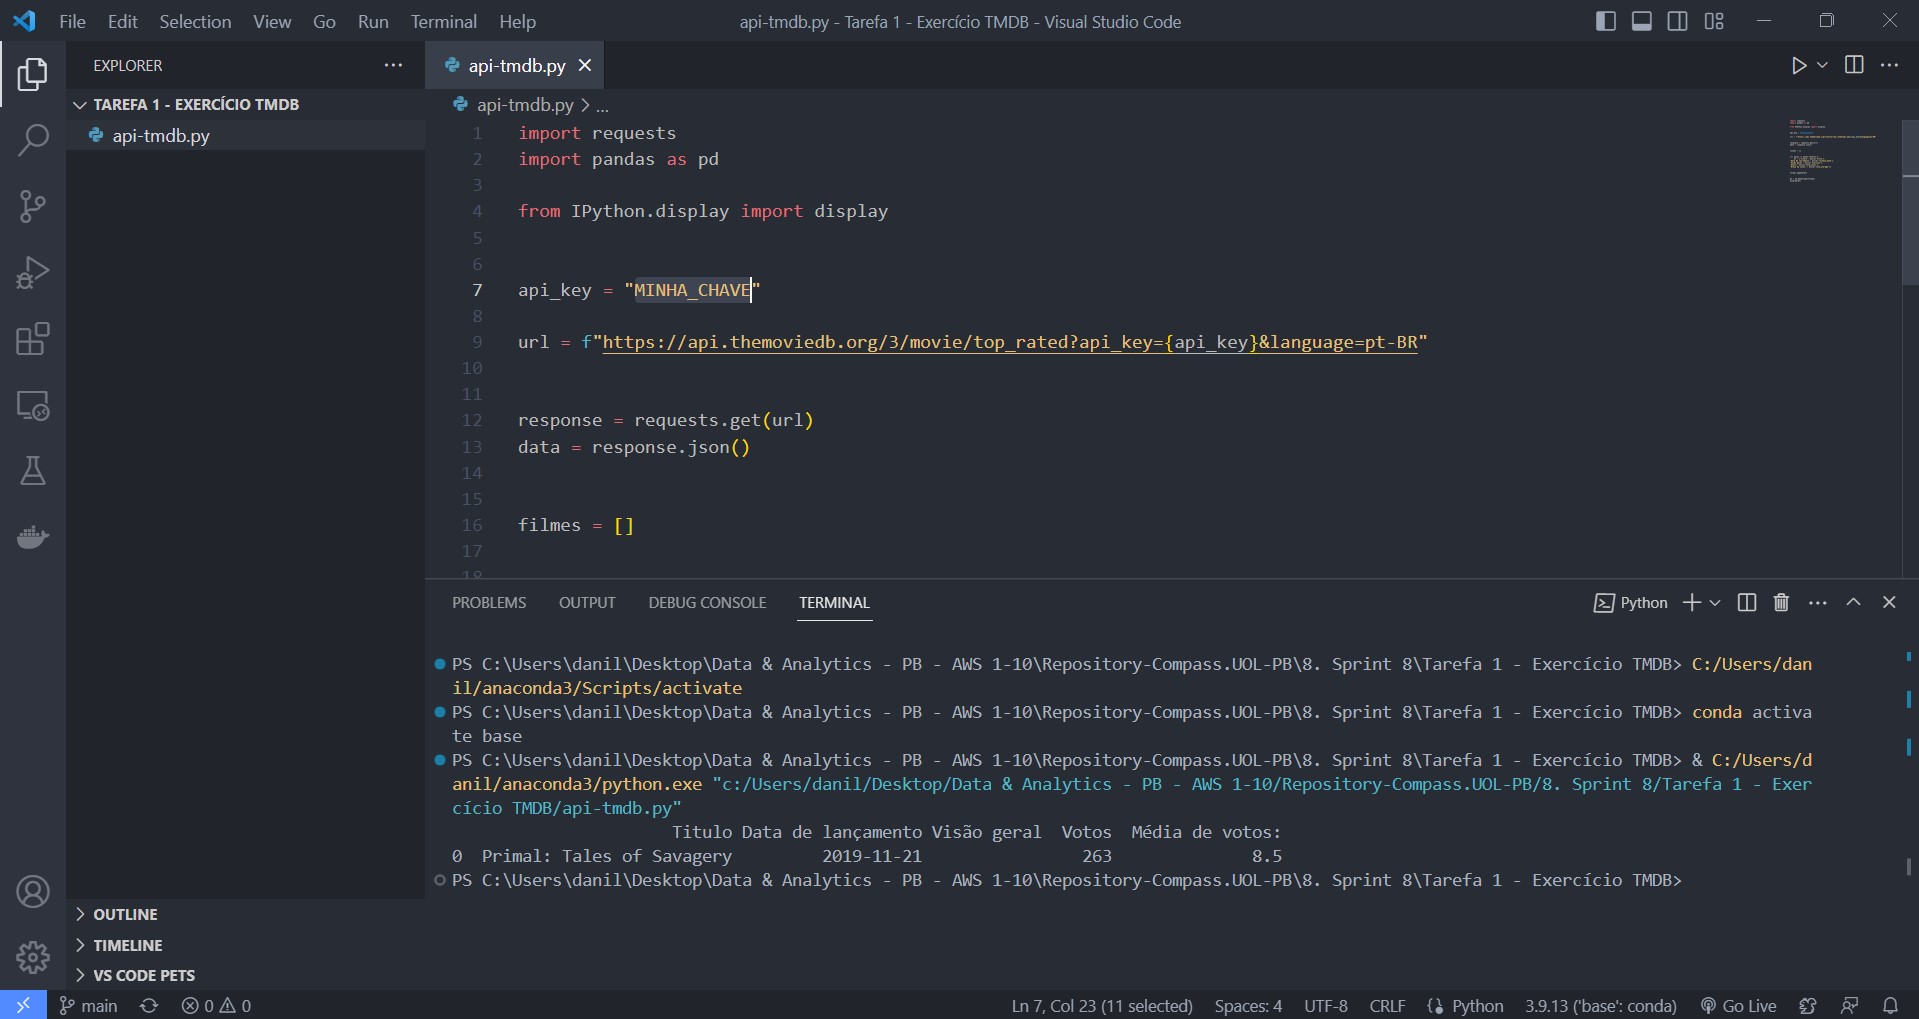 File Edit Selection View Go Run Terminal Help
api-tmdb.py - Tarefa 1 - Exercício TMDB - Visual Studio Code
EXPLORER
TAREFA 1 - EXERCÍCIO TMDB
api-tmdb.py
OUTLINE
TIMELINE
VS CODE PETS
api-tmdb.py
api-tmdb.py > ...
1 import requests
2 import pandas as pd
3
4 from IPython.display import display
5
6
7 api_key = "MINHA_CHAVE"
8
9 url = f"https://api.themoviedb.org/3/movie/top_rated?api_key={api_key}&language=pt-BR"
10
11
12 response = requests.get(url)
13 data = response.json()
14
15
16 filmes = []
17
18
PROBLEMS OUTPUT DEBUG CONSOLE TERMINAL
Python
PS C:\Users\danil\Desktop\Data & Analytics - PB - AWS 1-10\Repository-Compass.UOL-PB\8. Sprint 8\Tarefa 1 - Exercício TMDB> C:/Users/dan
il/anaconda3/Scripts/activate
PS C:\Users\danil\Desktop\Data & Analytics - PB - AWS 1-10\Repository-Compass.UOL-PB\8. Sprint 8\Tarefa 1 - Exercício TMDB> conda activa
te base
PS C:\Users\danil\Desktop\Data & Analytics - PB - AWS 1-10\Repository-Compass.UOL-PB\8. Sprint 8\Tarefa 1 - Exercício TMDB> & C:/Users/d
anil/anaconda3/python.exe "c:/Users/danil/Desktop/Data & Analytics - PB - AWS 1-10/Repository-Compass.UOL-PB/8. Sprint 8/Tarefa 1 - Exer
cício TMDB/api-tmdb.py"
Titulo Data de lançamento Visão geral Votos Média de votos:
0 Primal: Tales of Savagery 2019-11-21 263 8.5
PS C:\Users\danil\Desktop\Data & Analytics - PB - AWS 1-10\Repository-Compass.UOL-PB\8. Sprint 8\Tarefa 1 - Exercício TMDB>
main 0 0 Ln 7, Col 23 (11 selected) Spaces: 4 UTF-8 CRLF Python 3.9.13 ('base': conda) Go Live